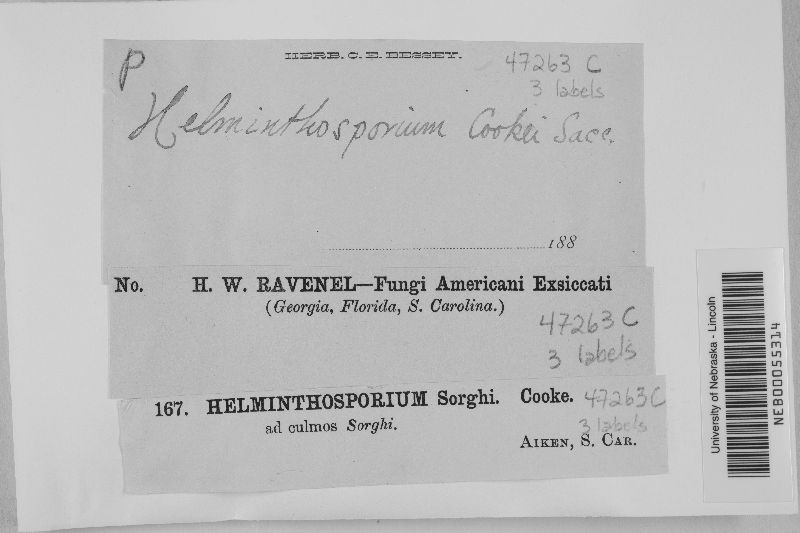 P
HERB. C. E. BESSEY.
47263 C
3 labels
Helminthosporium Cookei Sacc.
188
No. H. W. RAVENEL—Fungi Americani Exsiccati
(Georgia, Florida, S. Carolina.)
47263 C
3 labels
167. HELMINTHOSPORIUM Sorghi. Cooke. 47263 C
ad culmos Sorghi. 3 labels
AIKEN, S. CAR.
University of Nebraska - Lincoln
NEB00055314